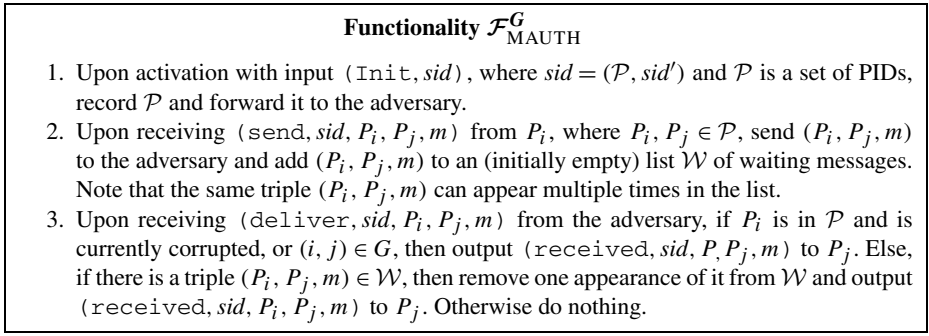 Functionality 𝓕^G_MAUTH
1. Upon activation with input (Init, sid), where sid = (𝒫, sid′) and 𝒫 is a set of PIDs,
record 𝒫 and forward it to the adversary.
2. Upon receiving (send, sid, P_i, P_j, m) from P_i, where P_i, P_j ∈ 𝒫, send (P_i, P_j, m)
to the adversary and add (P_i, P_j, m) to an (initially empty) list 𝒲 of waiting messages.
Note that the same triple (P_i, P_j, m) can appear multiple times in the list.
3. Upon receiving (deliver, sid, P_i, P_j, m) from the adversary, if P_i is in 𝒫 and is
currently corrupted, or (i, j) ∈ G, then output (received, sid, P, P_j, m) to P_j. Else,
if there is a triple (P_i, P_j, m) ∈ 𝒲, then remove one appearance of it from 𝒲 and output
(received, sid, P_i, P_j, m) to P_j. Otherwise do nothing.